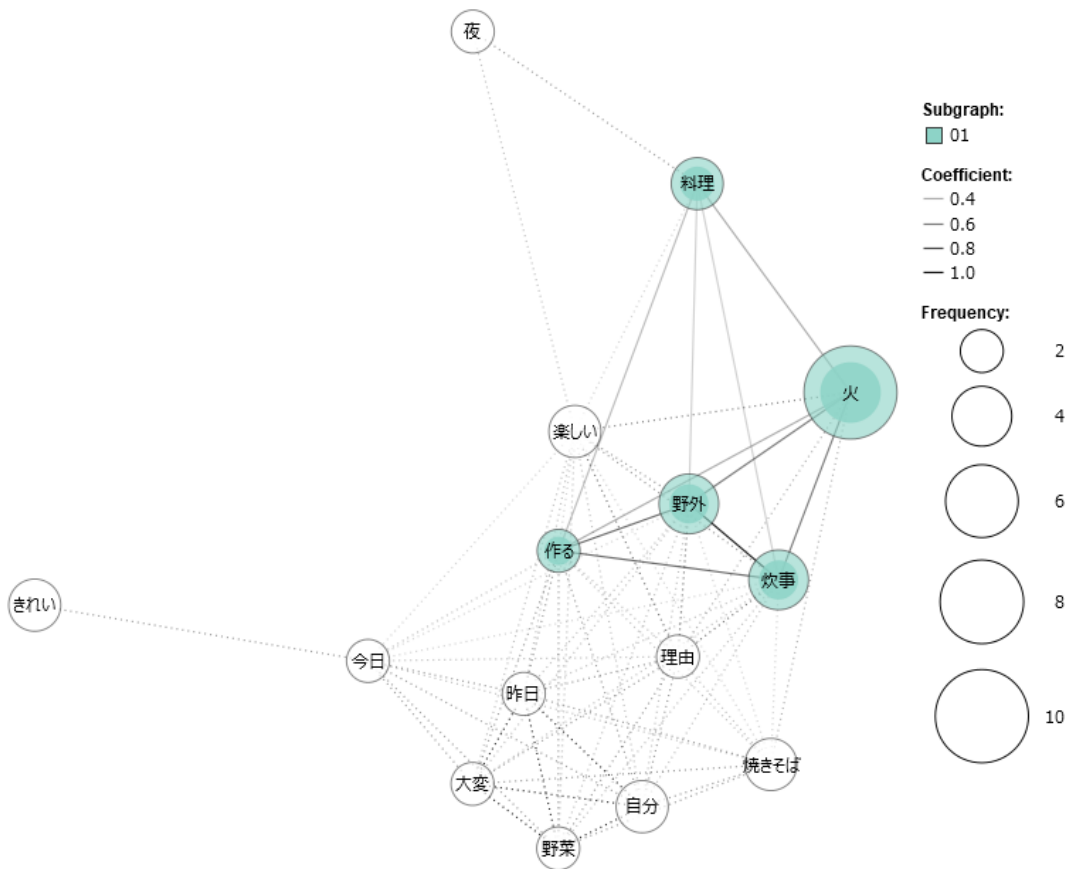 夜
料理
火
楽しい
野外
作る
炊事
きれい
今日
理由
昨日
焼きそば
大変
自分
野菜
Subgraph:
01
Coefficient:
0.4
0.6
0.8
1.0
Frequency:
2
4
6
8
10